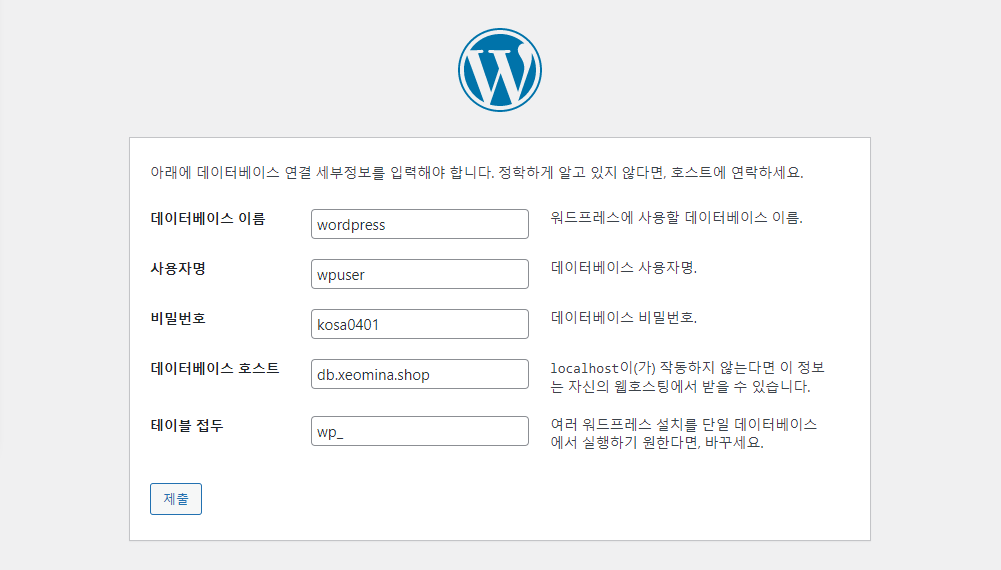 W
아래에 데이터베이스 연결 세부정보를 입력해야 합니다. 정확하게 알고 있지 않다면, 호스트에 연락하세요.
데이터베이스 이름
wordpress
워드프레스에 사용할 데이터베이스 이름.
사용자명
wpuser
데이터베이스 사용자명.
비밀번호
kosa0401
데이터베이스 비밀번호.
데이터베이스 호스트
db.xeomina.shop
localhost이(가) 작동하지 않는다면 이 정보
는 자신의 웹호스팅에서 받을 수 있습니다.
테이블 접두
wp_
여러 워드프레스 설치를 단일 데이터베이스
에서 실행하기 원한다면, 바꾸세요.
제출